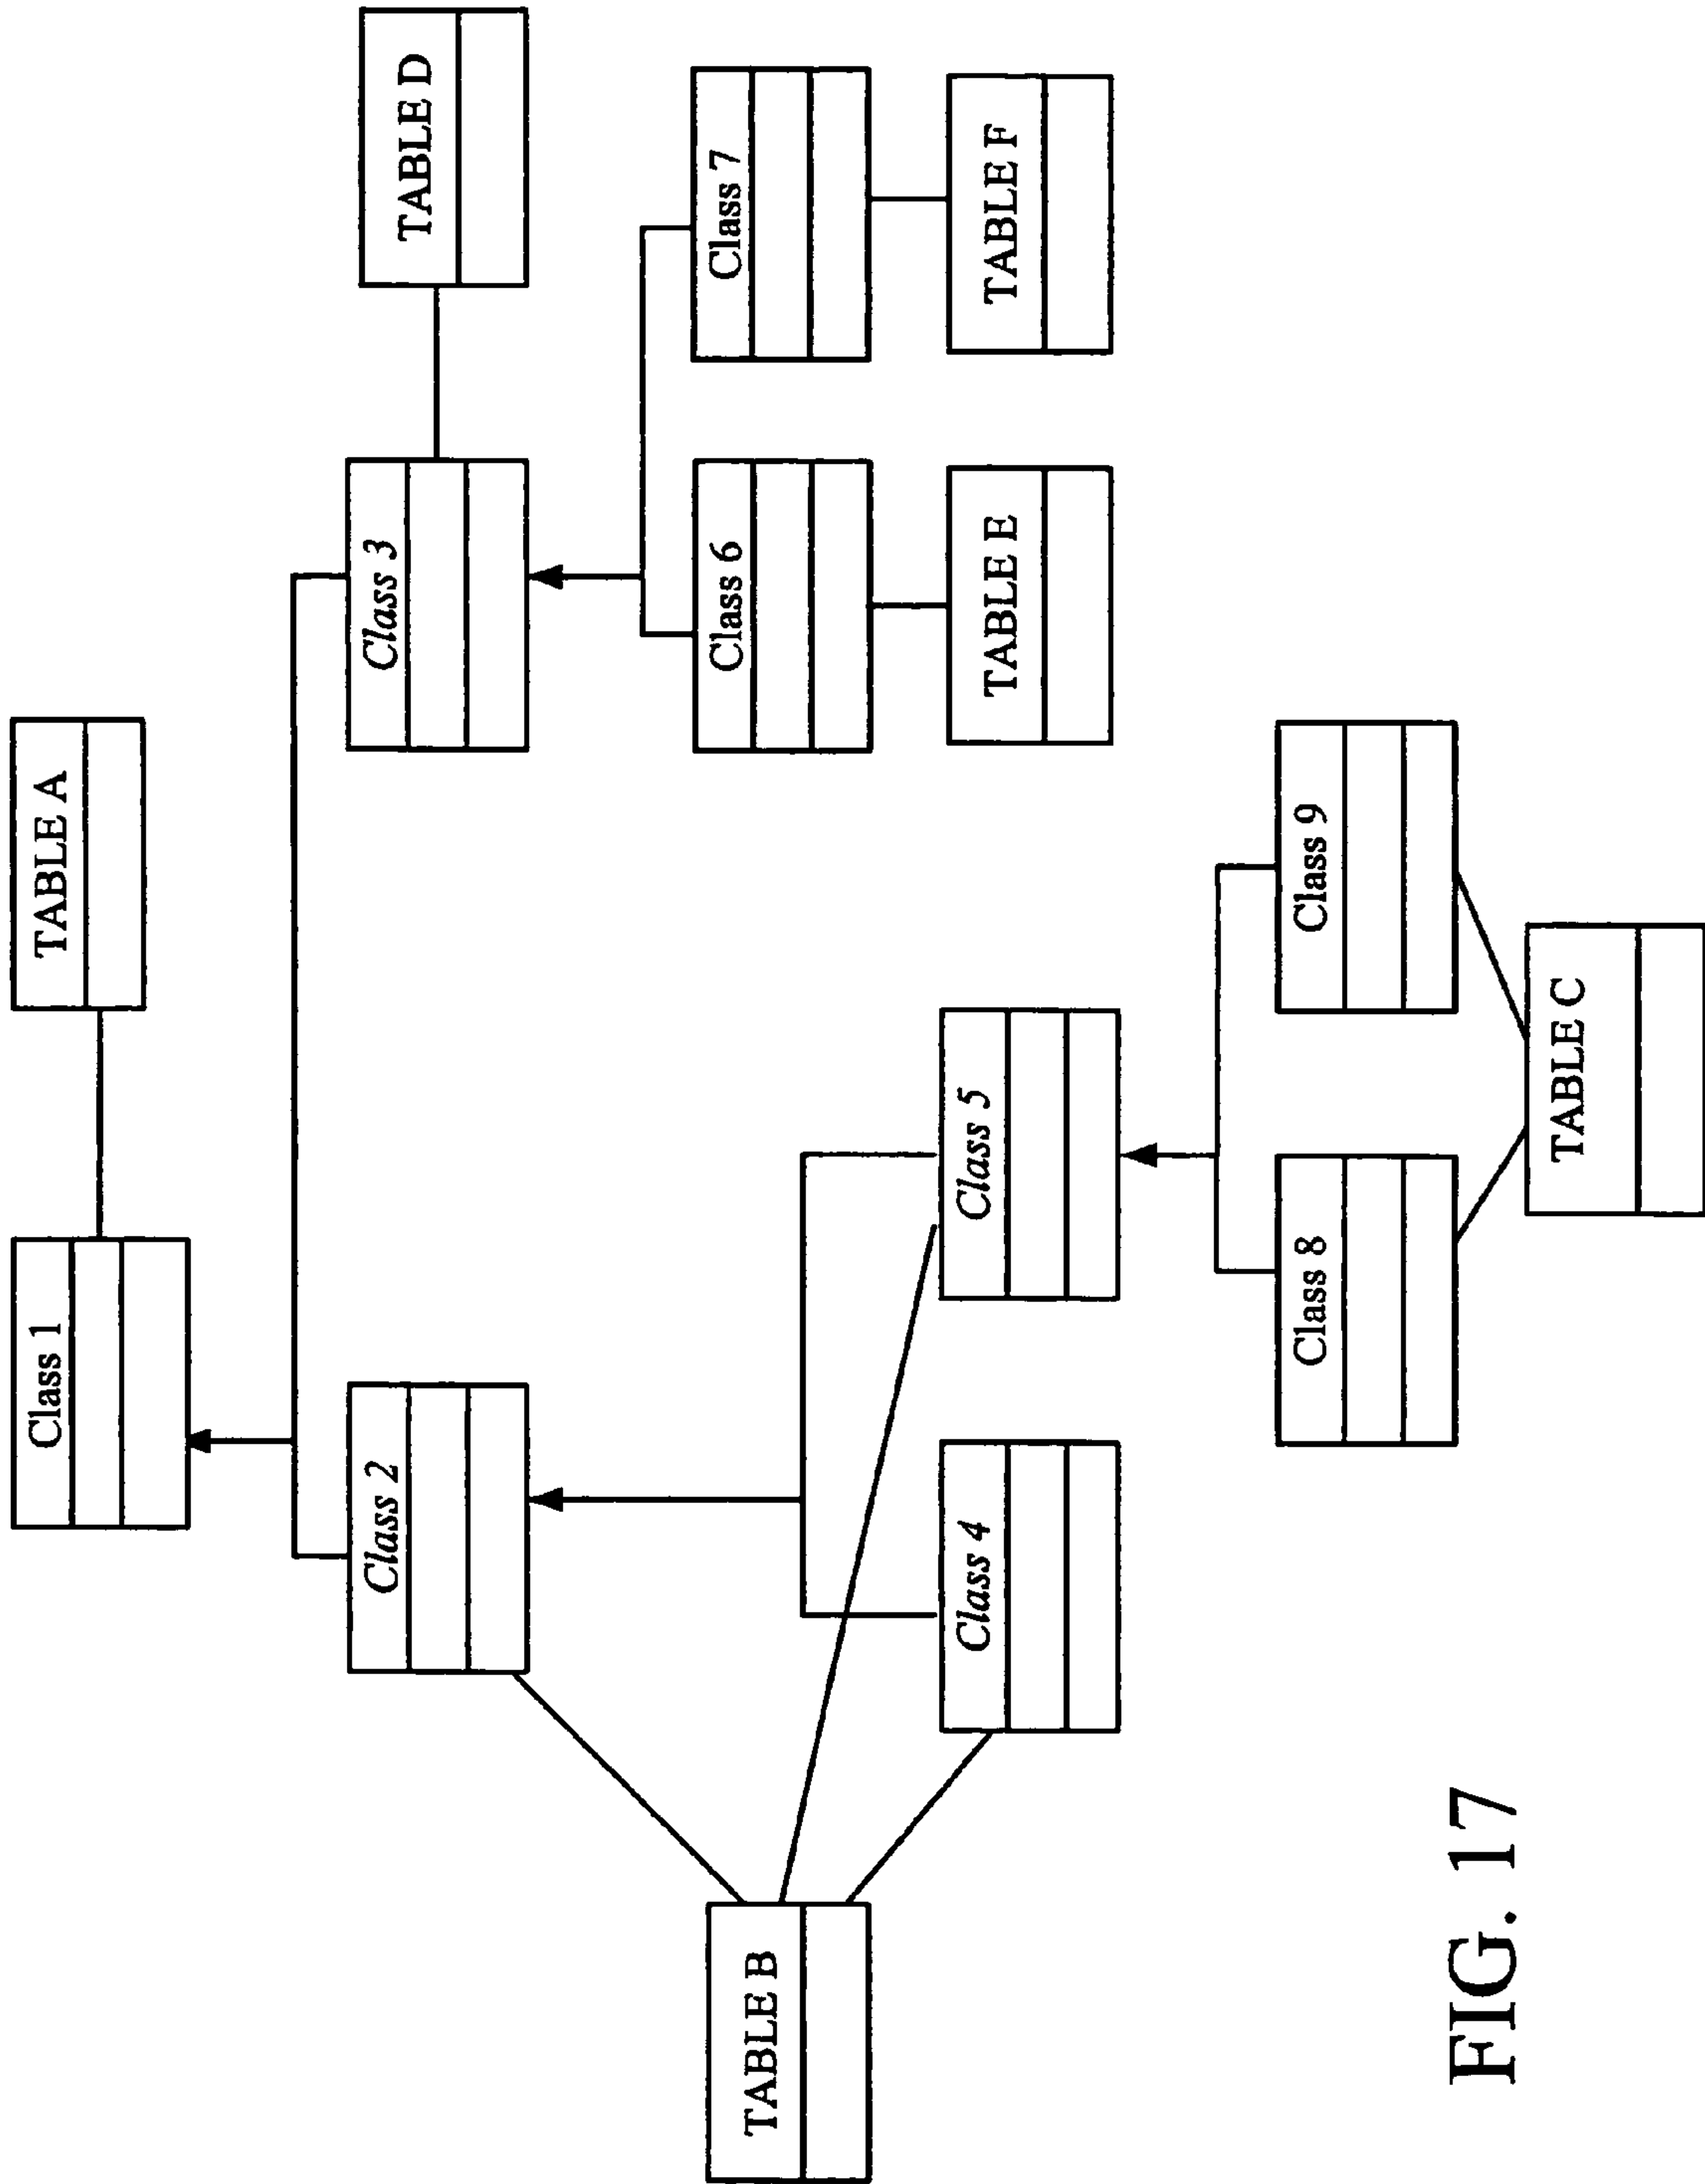 Class 1
TABLE A
Class 2
Class 3
TABLE D
TABLE B
Class 4
Class 5
Class 6
Class 7
TABLE E
TABLE F
Class 8
Class 9
TABLE C
FIG. 17